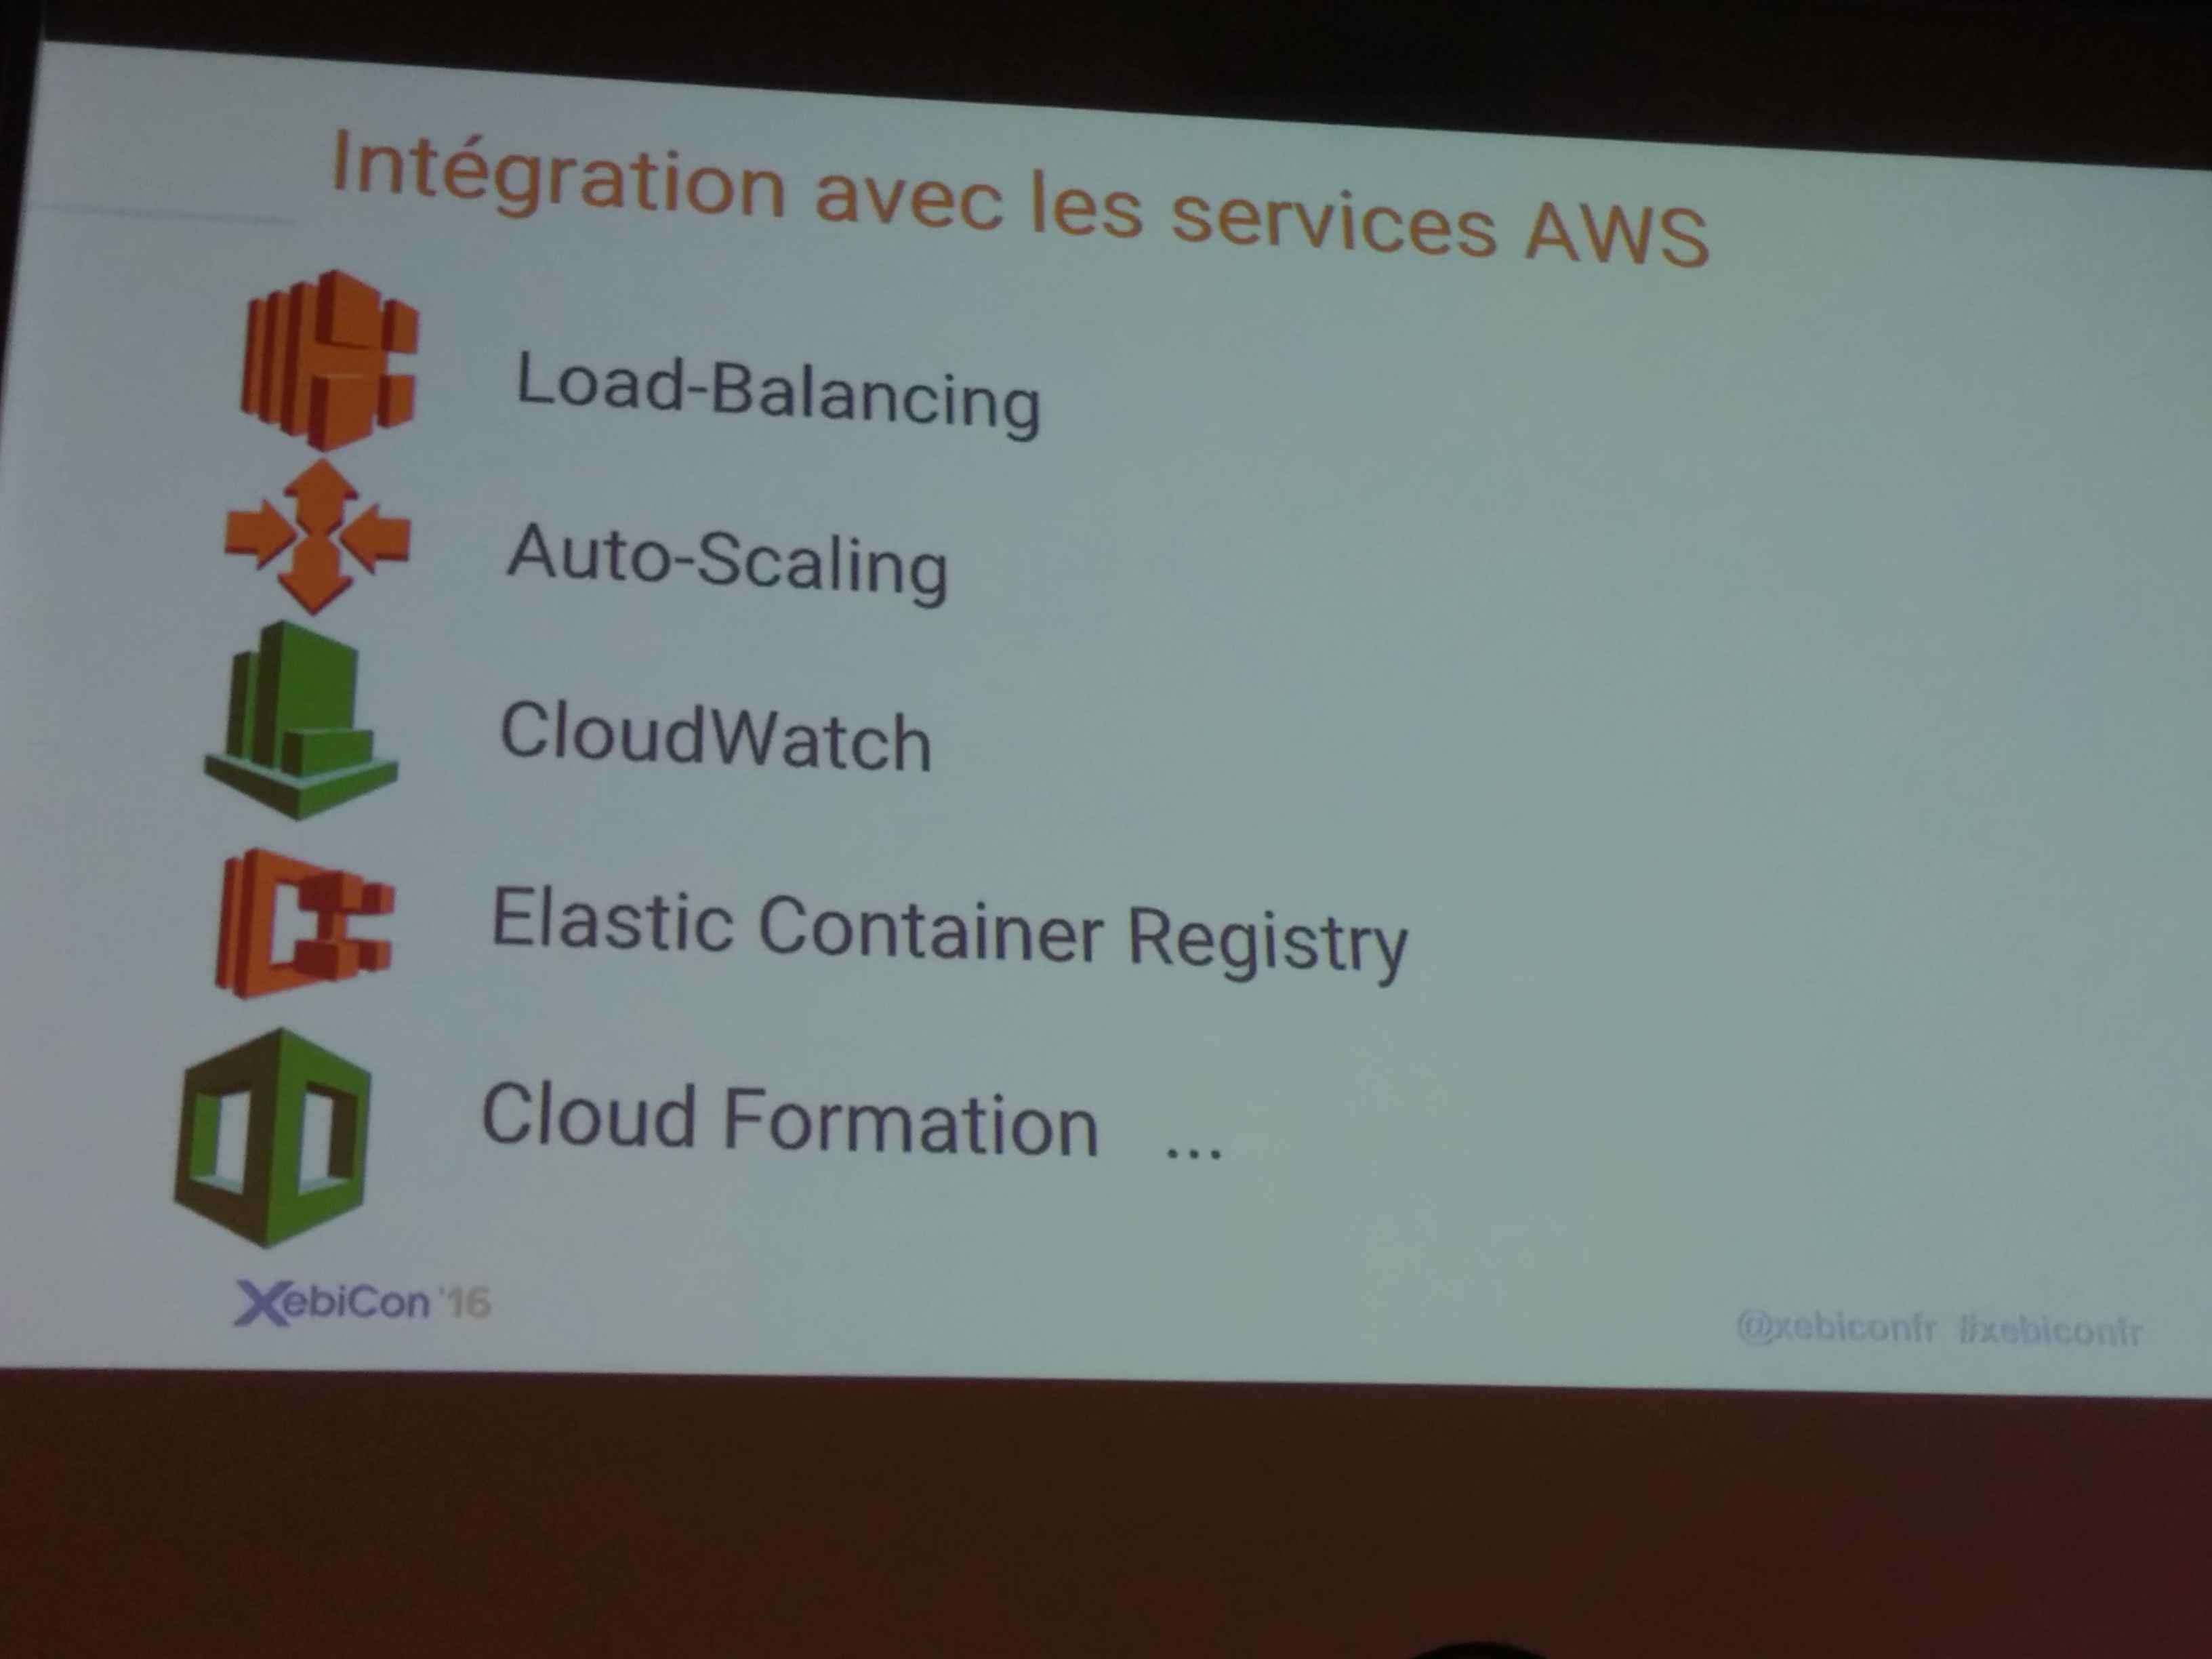 Intégration avec les services AWS
Load-Balancing
Auto-Scaling
CloudWatch
Elastic Container Registry
Cloud Formation ...
XebiCon '16
@xebiconfr #xebiconfr